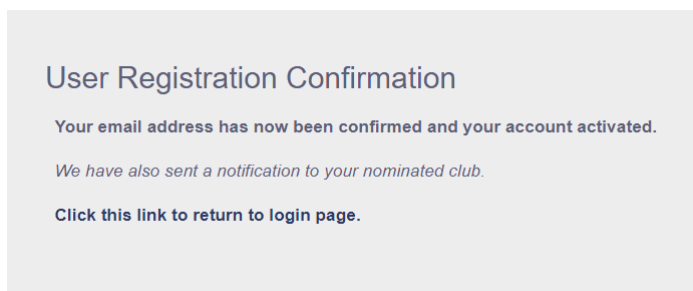 User Registration Confirmation
Your email address has now been confirmed and your account activated.
We have also sent a notification to your nominated club.
Click this link to return to login page.